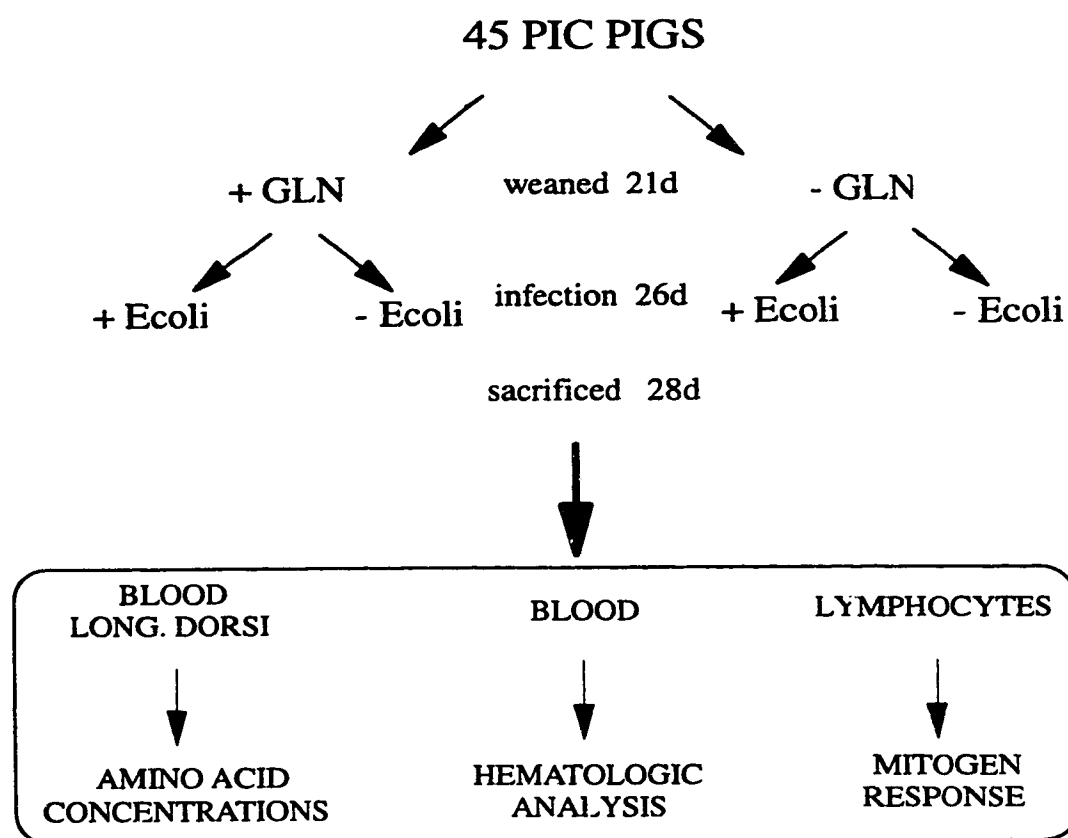 45 PIC PIGS
+ GLN
weaned 21d
- GLN
+ Ecoli
- Ecoli
infection 26d
+ Ecoli
- Ecoli
sacrificed 28d
BLOOD
LONG. DORSI
BLOOD
LYMPHOCYTES
AMINO ACID
CONCENTRATIONS
HEMATOLOGIC
ANALYSIS
MITOGEN
RESPONSE